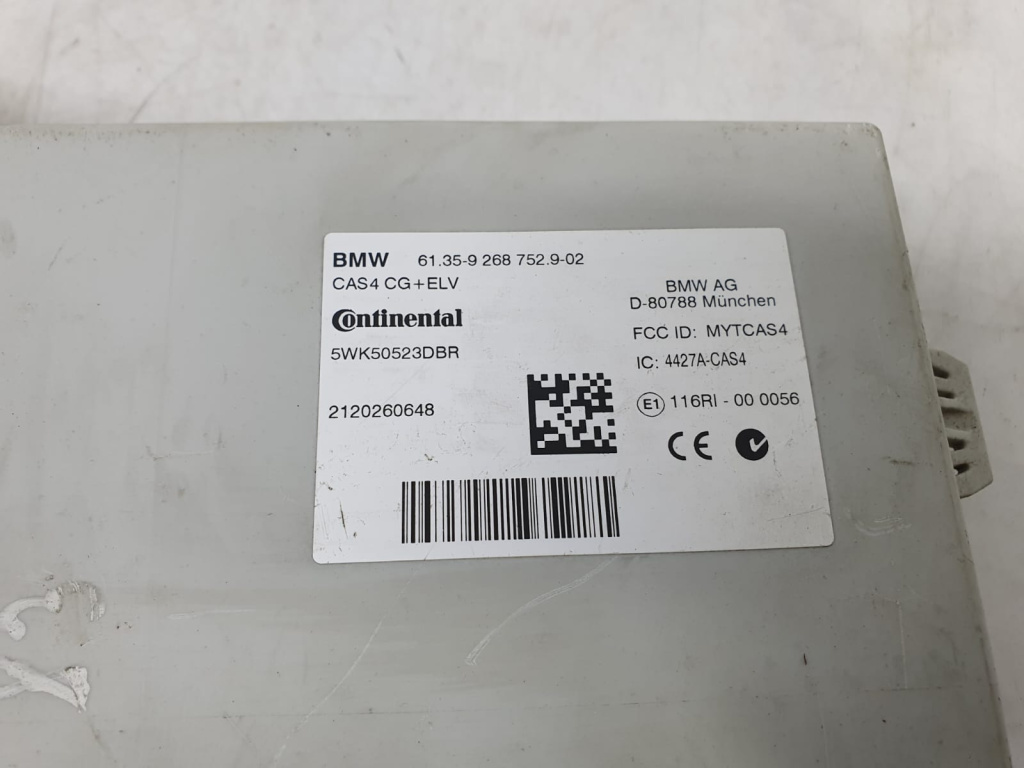 BMW 61.35-9 268 752.9-02
CAS4 CG+ELV
Continental
5WK50523DBR
2120260648
BMW AG
D-80788 München
FCC ID: MYTCAS4
IC: 4427A-CAS4
E1 116RI - 00 0056
CE